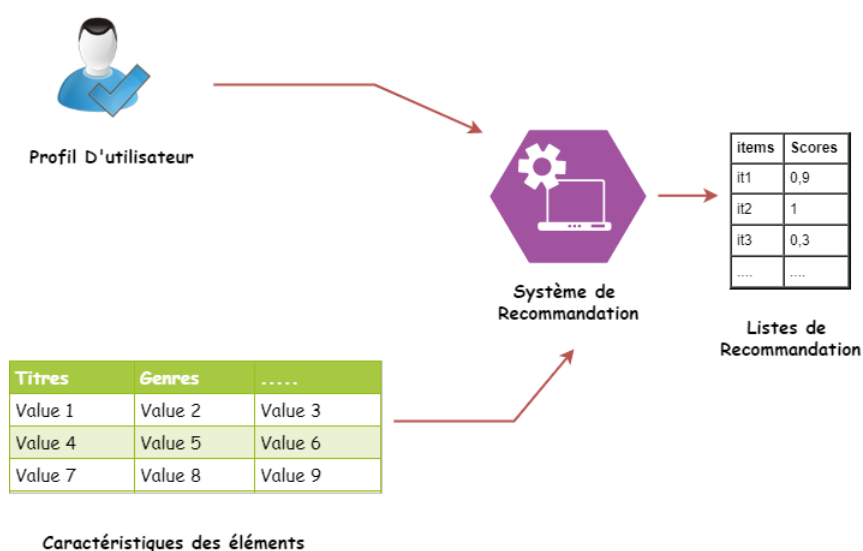 Profil D'utilisateur
items Scores
it1 0,9
it2 1
it3 0,3
.... ....
Système de
Recommandation
Listes de
Recommandation
Titres Genres .....
Value 1 Value 2 Value 3
Value 4 Value 5 Value 6
Value 7 Value 8 Value 9
Caractéristiques des éléments